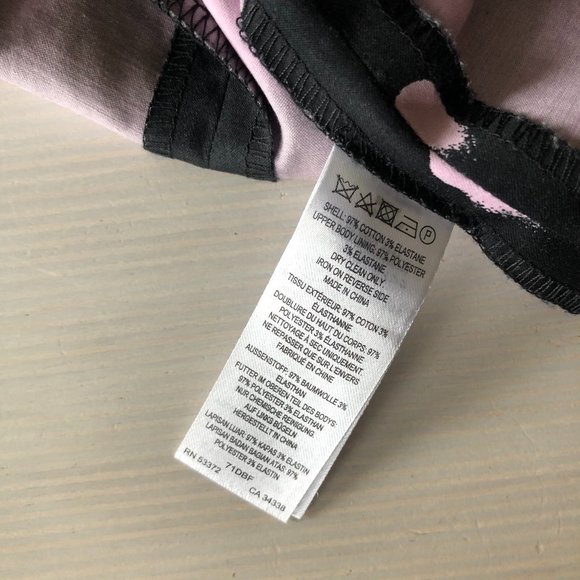 P
SHELL: 97% COTTON 3% ELASTANE
UPPER BODY LINING: 97% POLYESTER
3% ELASTANE
DRY CLEAN ONLY
IRON ON REVERSE SIDE
MADE IN CHINA
TISSU EXTÉRIEUR: 97% COTON 3%
ÉLASTHANNE
DOUBLURE DU HAUT DU CORPS: 97%
POLYESTER 3% ÉLASTHANNE
NETTOYAGE À SEC UNIQUEMENT.
NE REPASSER QUE SUR L'ENVERS
FABRIQUÉ EN CHINE
AUSSENSTOFF: 97% BAUMWOLLE 3%
ELASTHAN
FUTTER IM OBEREN TEIL DES BODYS
97% POLYESTER 3% ELASTHAN
NUR CHEMISCHE REINIGUNG.
AUF LINKS BÜGELN
HERGESTELLT IN CHINA
LAPISAN LUAR: 97% KAPAS 3% ELASTIN
LAPISAN BADAN BAGIAN ATAS: 97%
POLYESTER 3% ELASTIN
RN 53372 71DBF CA 34338